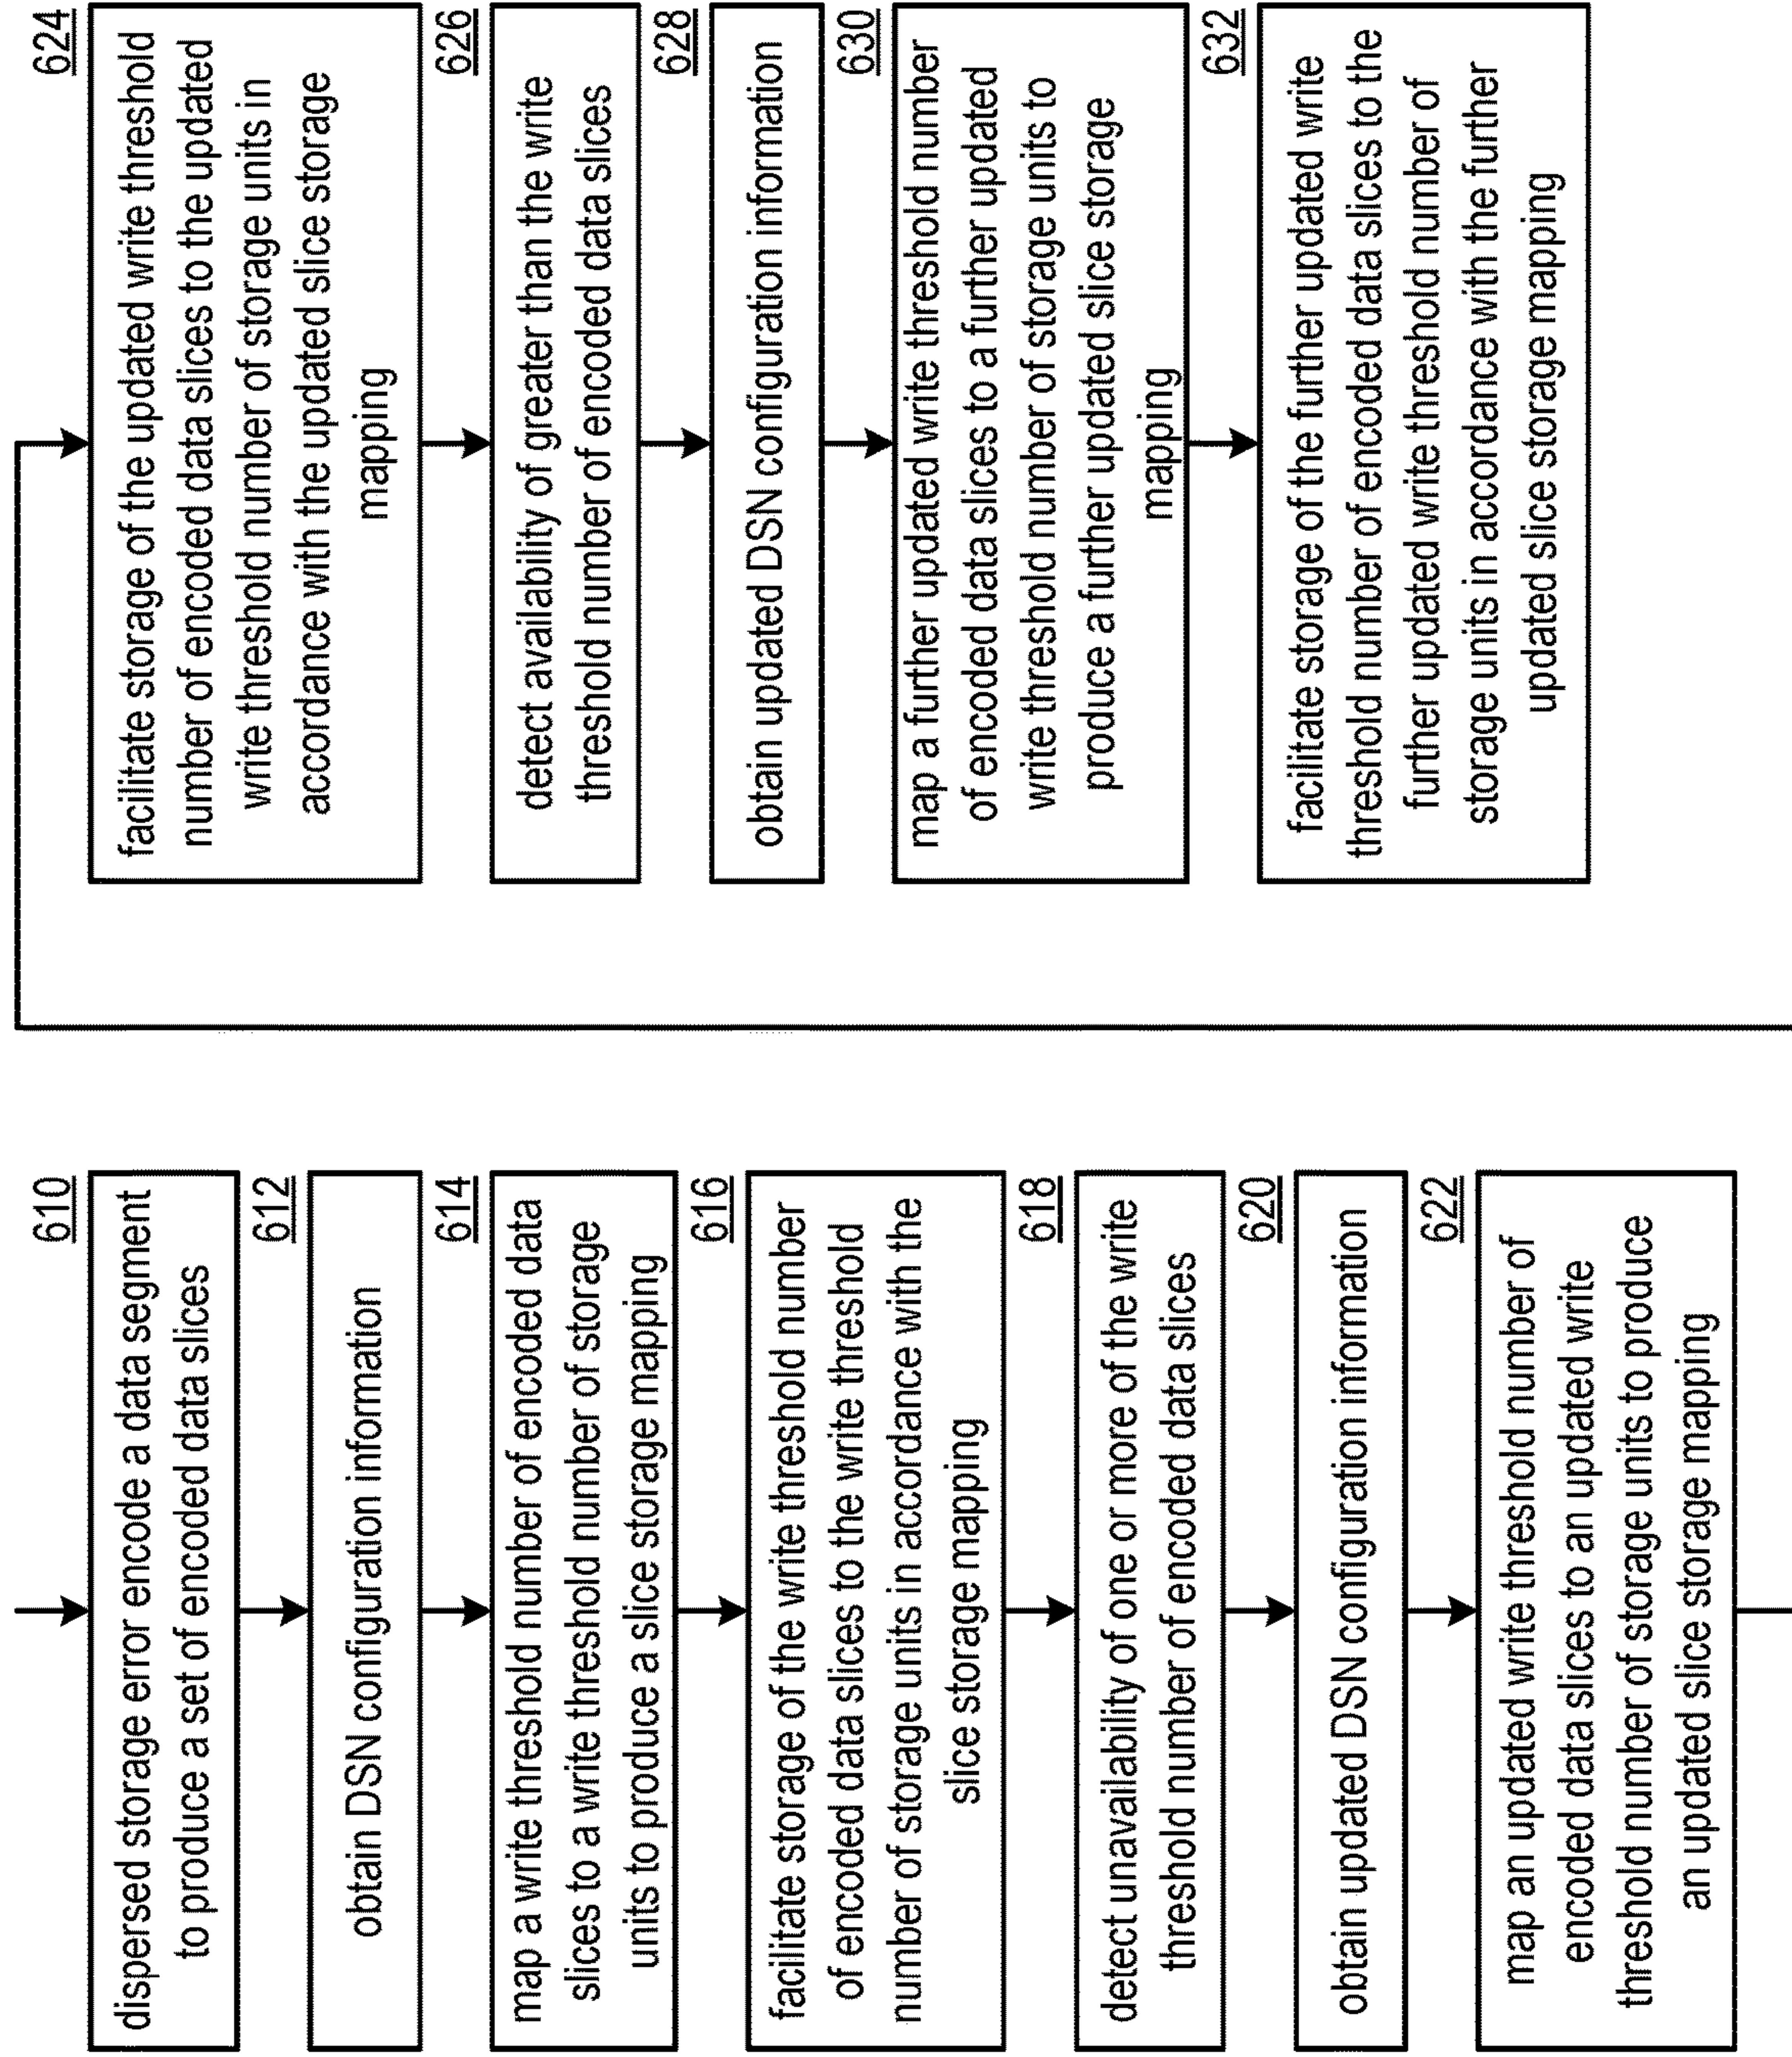 610
dispersed storage error encode a data segment
to produce a set of encoded data slices
612
obtain DSN configuration information
614
map a write threshold number of encoded data
slices to a write threshold number of storage
units to produce a slice storage mapping
616
facilitate storage of the write threshold number
of encoded data slices to the write threshold
number of storage units in accordance with the
slice storage mapping
618
detect unavailability of one or more of the write
threshold number of encoded data slices
620
obtain updated DSN configuration information
622
map an updated write threshold number of
encoded data slices to an updated write
threshold number of storage units to produce
an updated slice storage mapping
624
facilitate storage of the updated write threshold
number of encoded data slices to the updated
write threshold number of storage units in
accordance with the updated slice storage
mapping
626
detect availability of greater than the write
threshold number of encoded data slices
628
obtain updated DSN configuration information
630
map a further updated write threshold number
of encoded data slices to a further updated
write threshold number of storage units to
produce a further updated slice storage
mapping
632
facilitate storage of the further updated write
threshold number of encoded data slices to the
further updated write threshold number of
storage units in accordance with the further
updated slice storage mapping